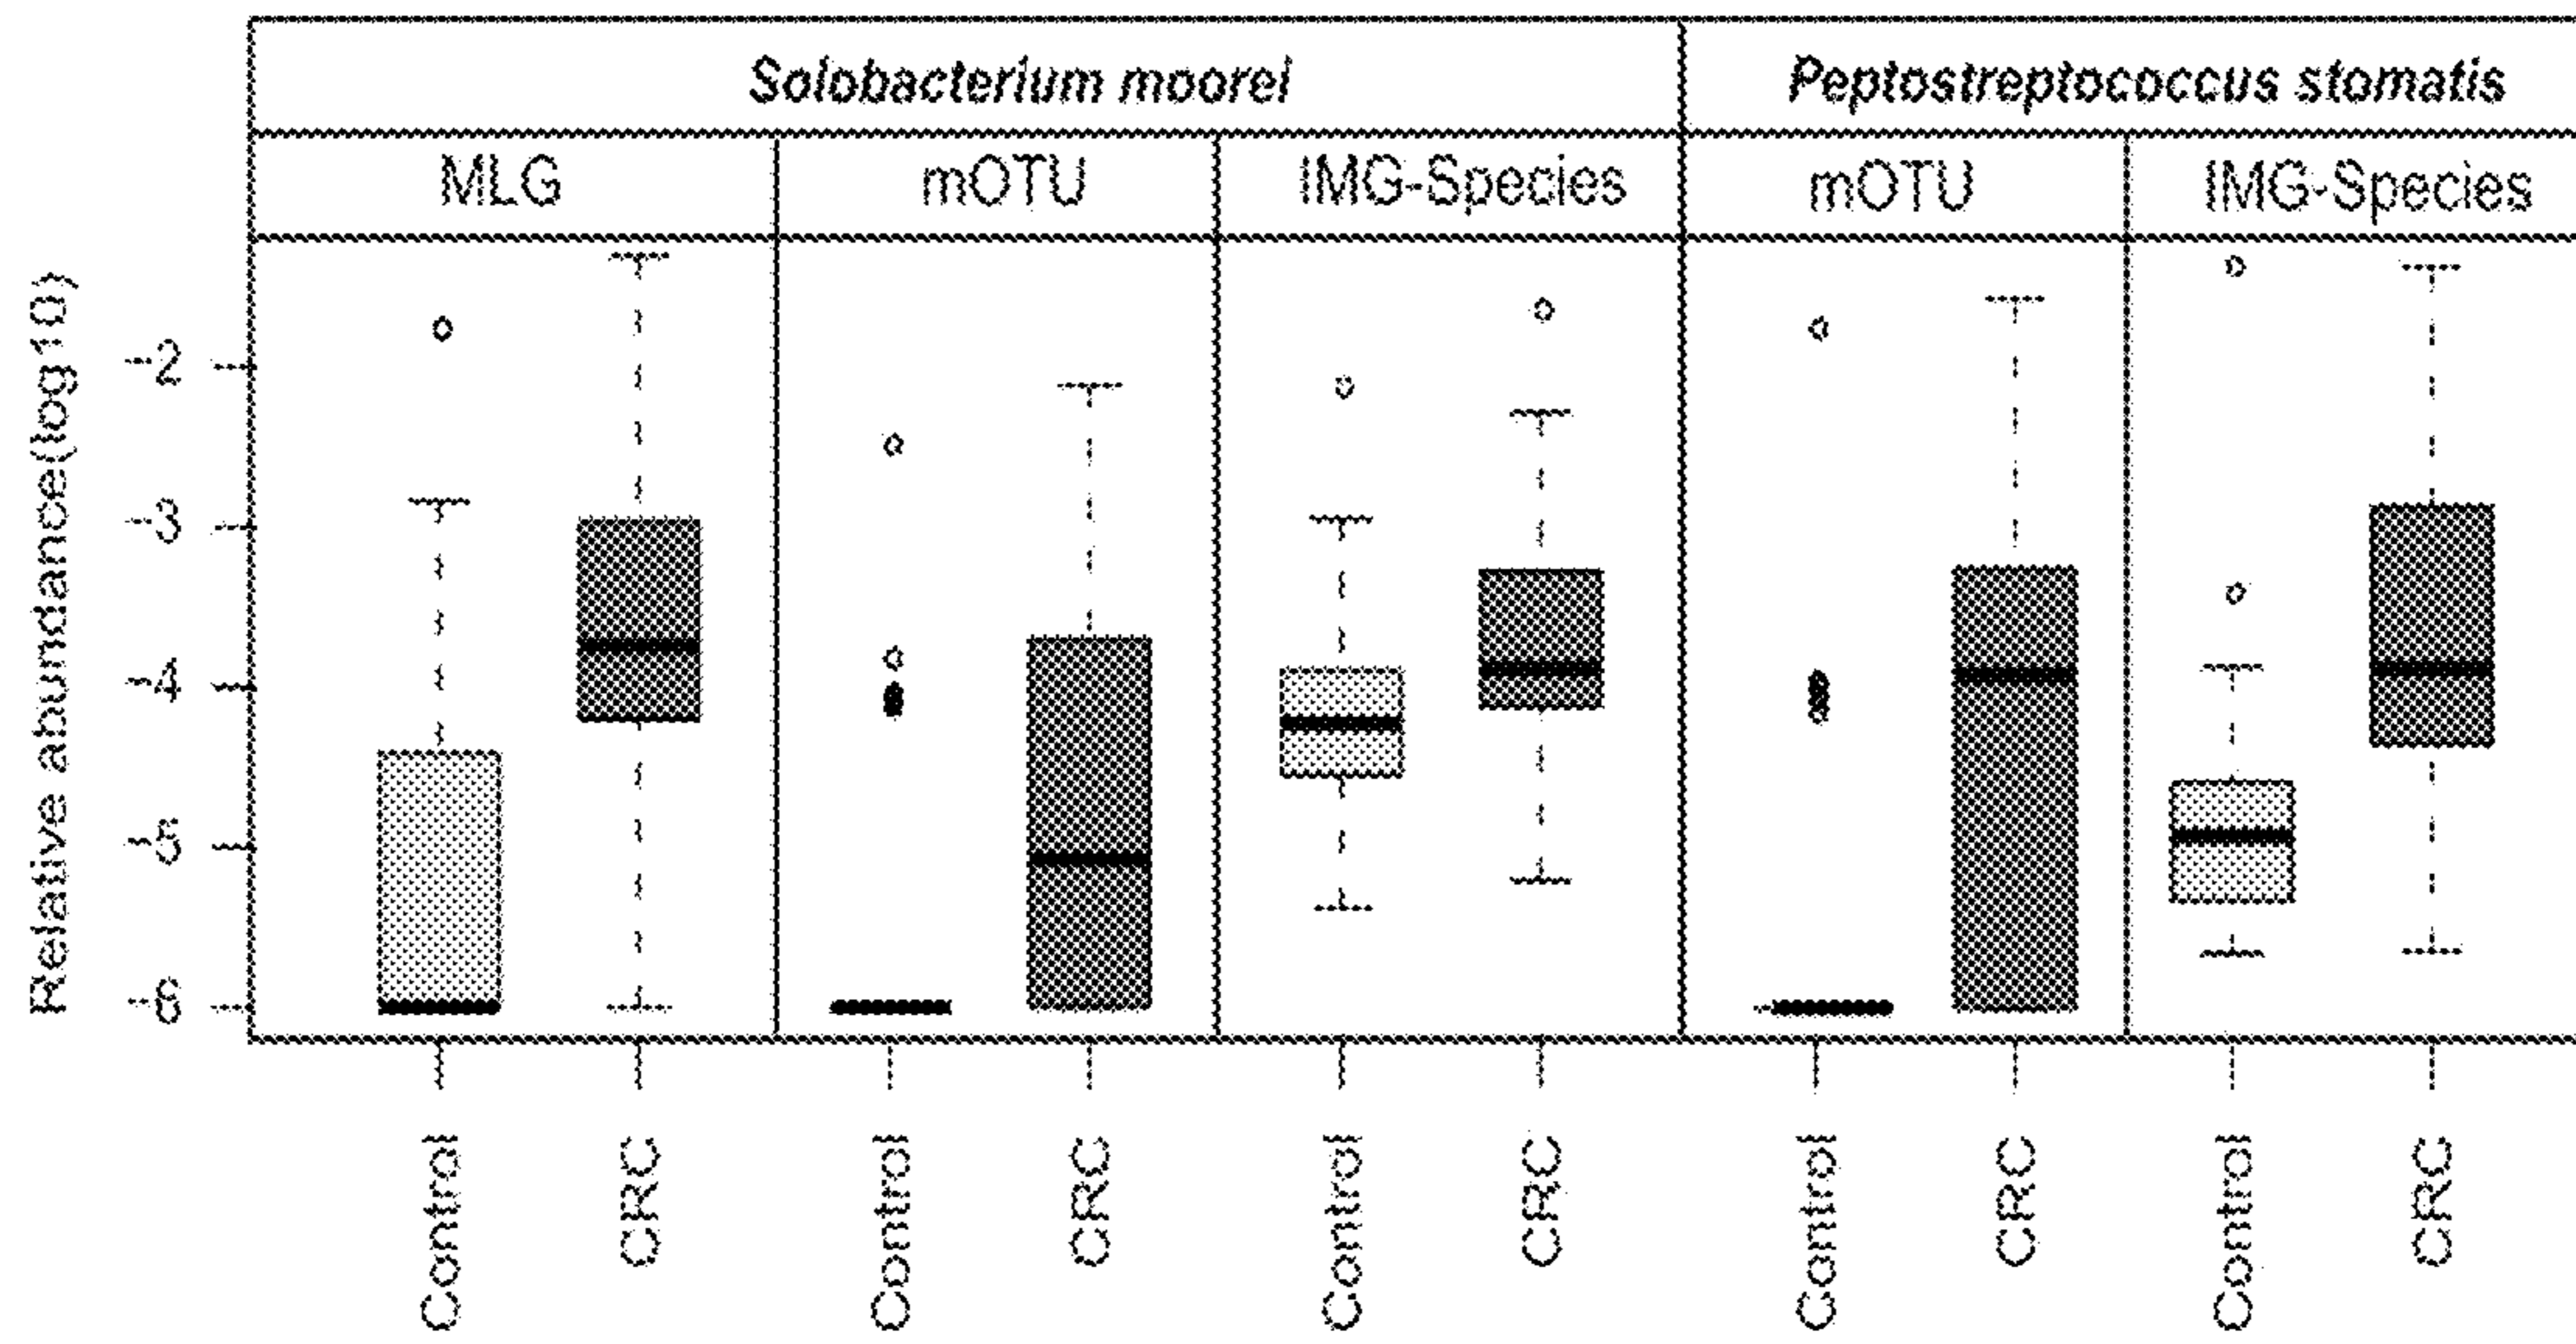 Solobacterium moorel Peptostreptococcus stomatis
MLG mOTU IMG-Species mOTU IMG-Species
Relative abundance(log10)
-2
-3
-4
-5
-6
Control CRC Control CRC Control CRC Control CRC Control CRC